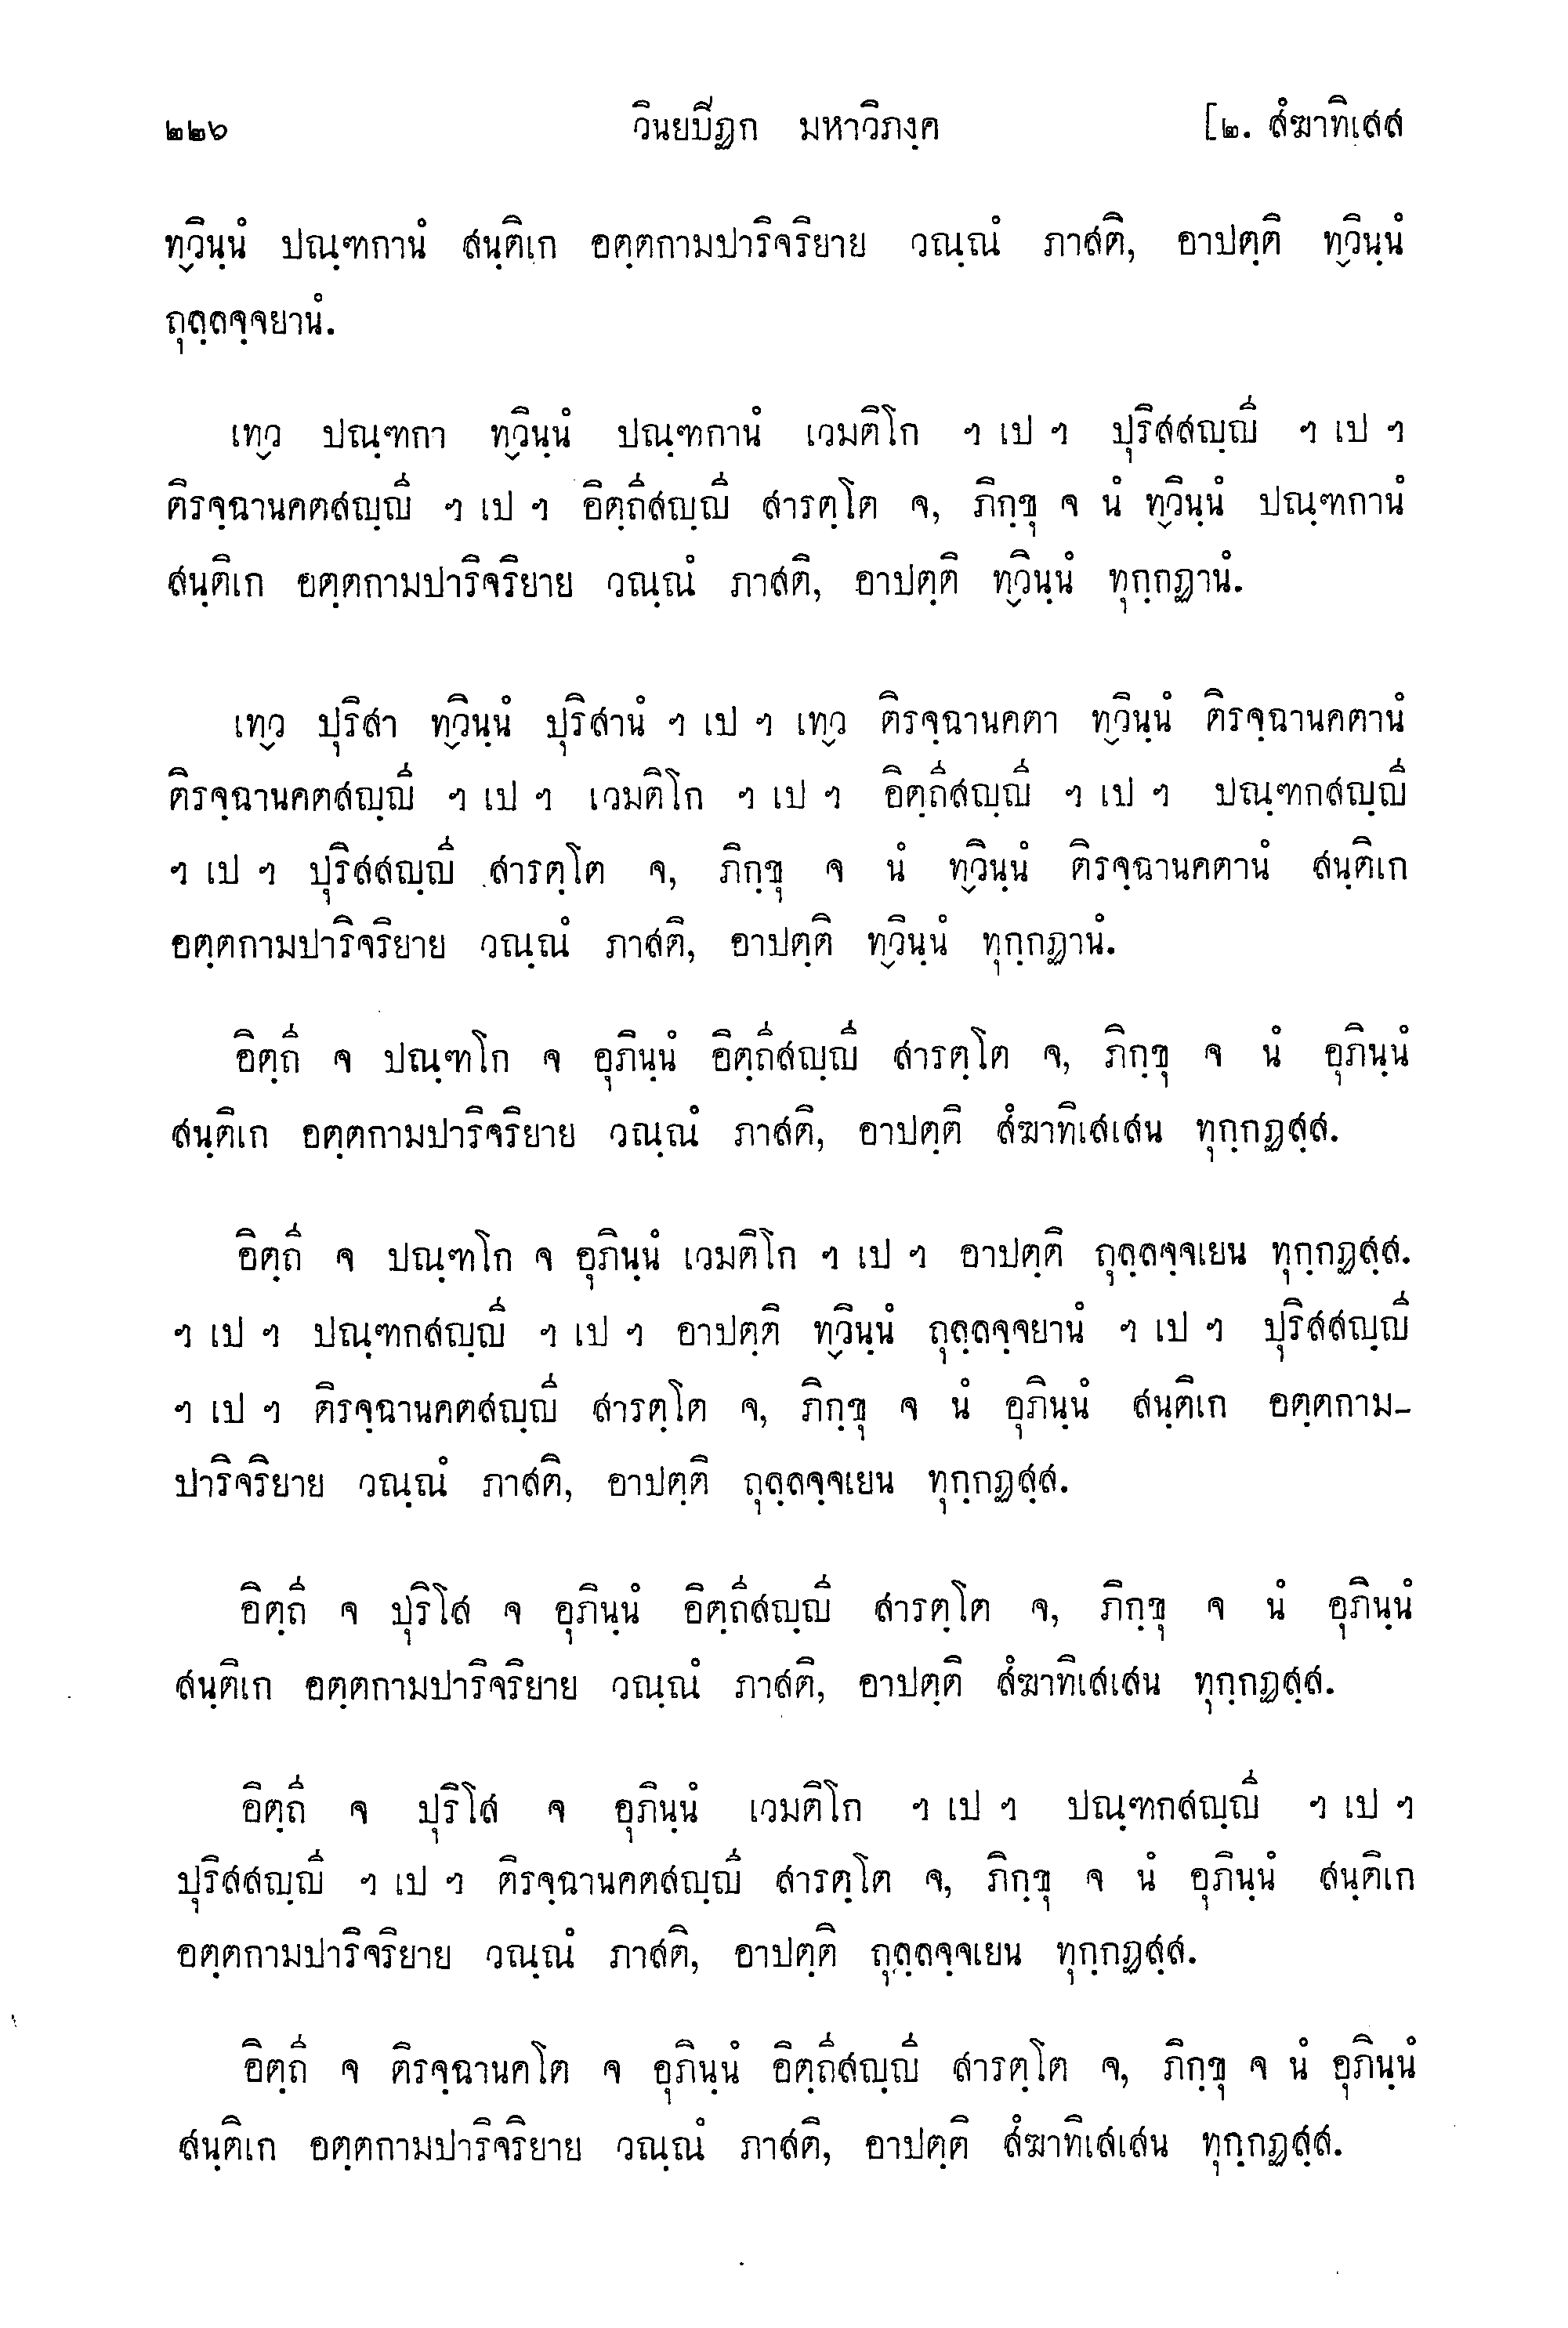 ๒๒๖ วินยปีฏก มหาวิภงฺค [๒. สํฆาทิเสส
ทฺวินฺนํ ปณฺฑกานํ สนฺติเก อตฺตกามปาริจริยาย วณฺณํ ภาสติ, อาปตฺติ ทฺวินฺนํ
ถุลฺลจฺจยานํ.
เทฺว ปณฺฑกา ทฺวินฺนํ ปณฺฑกานํ เวมติโก ฯ เป ฯ ปุริสสญฺญี ฯ เป ฯ
ติรจฺฉานคตสญฺญี ฯ เป ฯ อิตฺถีสญฺญี สารตฺโต จ, ภิกฺขุ จ นํ ทฺวินฺนํ ปณฺฑกานํ
สนฺติเก อตฺตกามปาริจริยาย วณฺณํ ภาสติ, อาปตฺติ ทฺวินฺนํ ทุกฺกฏานํ.
เทฺว ปุริสา ทฺวินฺนํ ปุริสานํ ฯ เป ฯ เทฺว ติรจฺฉานคตา ทฺวินฺนํ ติรจฺฉานคตานํ
ติรจฺฉานคตสญฺญี ฯ เป ฯ เวมติโก ฯ เป ฯ อิตฺถีสญฺญี ฯ เป ฯ ปณฺฑกสญฺญี
ฯ เป ฯ ปุริสสญฺญี สารตฺโต จ, ภิกฺขุ จ นํ ทฺวินฺนํ ติรจฺฉานคตานํ สนฺติเก
อตฺตกามปาริจริยาย วณฺณํ ภาสติ, อาปตฺติ ทฺวินฺนํ ทุกฺกฏานํ.
อิตฺถี จ ปณฺฑโก จ อุภินฺนํ อิตฺถีสญฺญี สารตฺโต จ, ภิกฺขุ จ นํ อุภินฺนํ
สนฺติเก อตฺตกามปาริจริยาย วณฺณํ ภาสติ, อาปตฺติ สํฆาทิเสเสน ทุกฺกฏสฺส.
อิตฺถี จ ปณฺฑโก จ อุภินฺนํ เวมติโก ฯ เป ฯ อาปตฺติ ถุลฺลจฺจเยน ทุกฺกฏสฺส.
ฯ เป ฯ ปณฺฑกสญฺญี ฯ เป ฯ อาปตฺติ ทฺวินฺนํ ถุลฺลจฺจยานํ ฯ เป ฯ ปุริสสญฺญี
ฯ เป ฯ ติรจฺฉานคตสญฺญี สารตฺโต จ, ภิกฺขุ จ นํ อุภินฺนํ สนฺติเก อตฺตกาม-
ปาริจริยาย วณฺณํ ภาสติ, อาปตฺติ ถุลฺลจฺจเยน ทุกฺกฏสฺส.
อิตฺถี จ ปุริโส จ อุภินฺนํ อิตฺถีสญฺญี สารตฺโต จ, ภิกฺขุ จ นํ อุภินฺนํ
สนฺติเก อตฺตกามปาริจริยาย วณฺณํ ภาสติ, อาปตฺติ สํฆาทิเสเสน ทุกฺกฏสฺส.
อิตฺถี จ ปุริโส จ อุภินฺนํ เวมติโก ฯ เป ฯ ปณฺฑกสญฺญี ฯ เป ฯ
ปุริสสญฺญี ฯ เป ฯ ติรจฺฉานคตสญฺญี สารตฺโต จ, ภิกฺขุ จ นํ อุภินฺนํ สนฺติเก
อตฺตกามปาริจริยาย วณฺณํ ภาสติ, อาปตฺติ ถุลฺลจฺจเยน ทุกฺกฏสฺส.
อิตฺถี จ ติรจฺฉานคโต จ อุภินฺนํ อิตฺถีสญฺญี สารตฺโต จ, ภิกฺขุ จ นํ อุภินฺนํ
สนฺติเก อตฺตกามปาริจริยาย วณฺณํ ภาสติ, อาปตฺติ สํฆาทิเสเสน ทุกฺกฏสฺส.